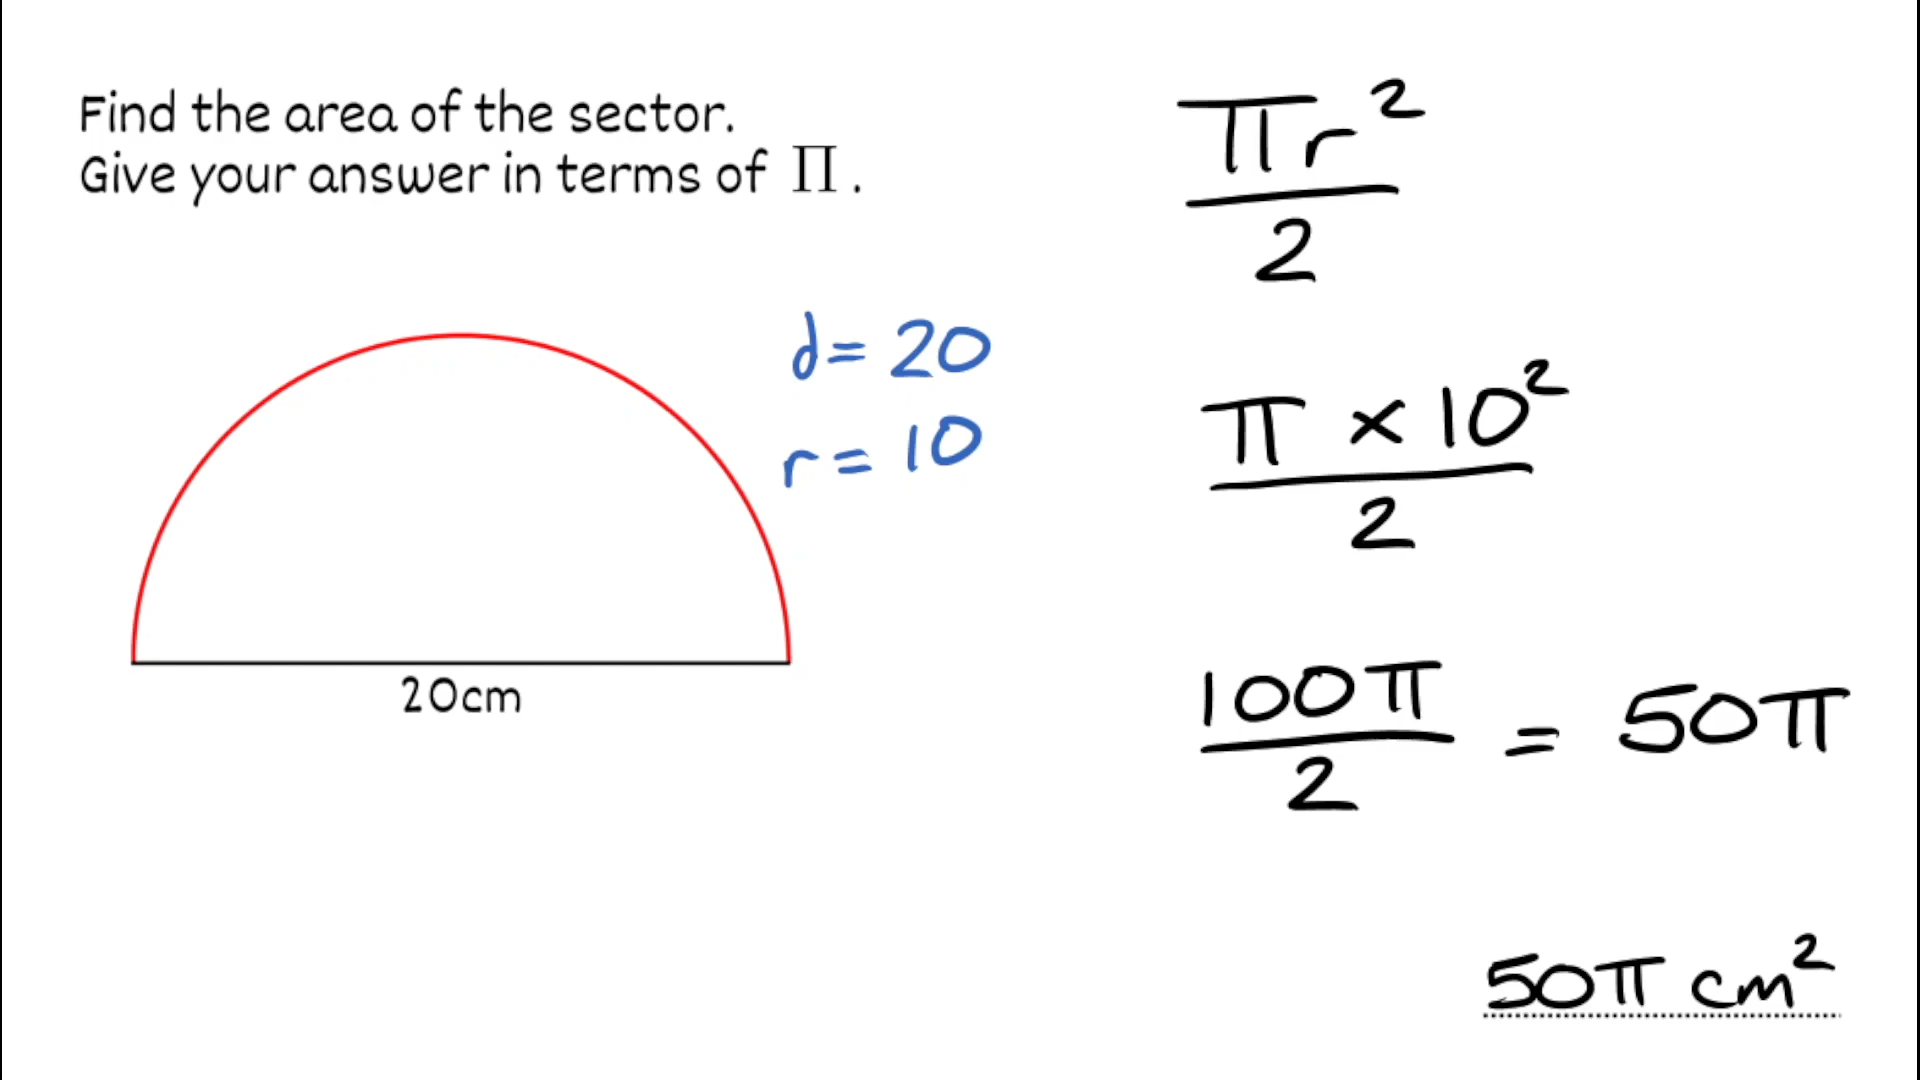 Find the area of the sector.
Give your answer in terms of Π .
d = 20
r = 10
20cm
πr²
2
π × 10²
2
100π
2
= 50π
50π cm²